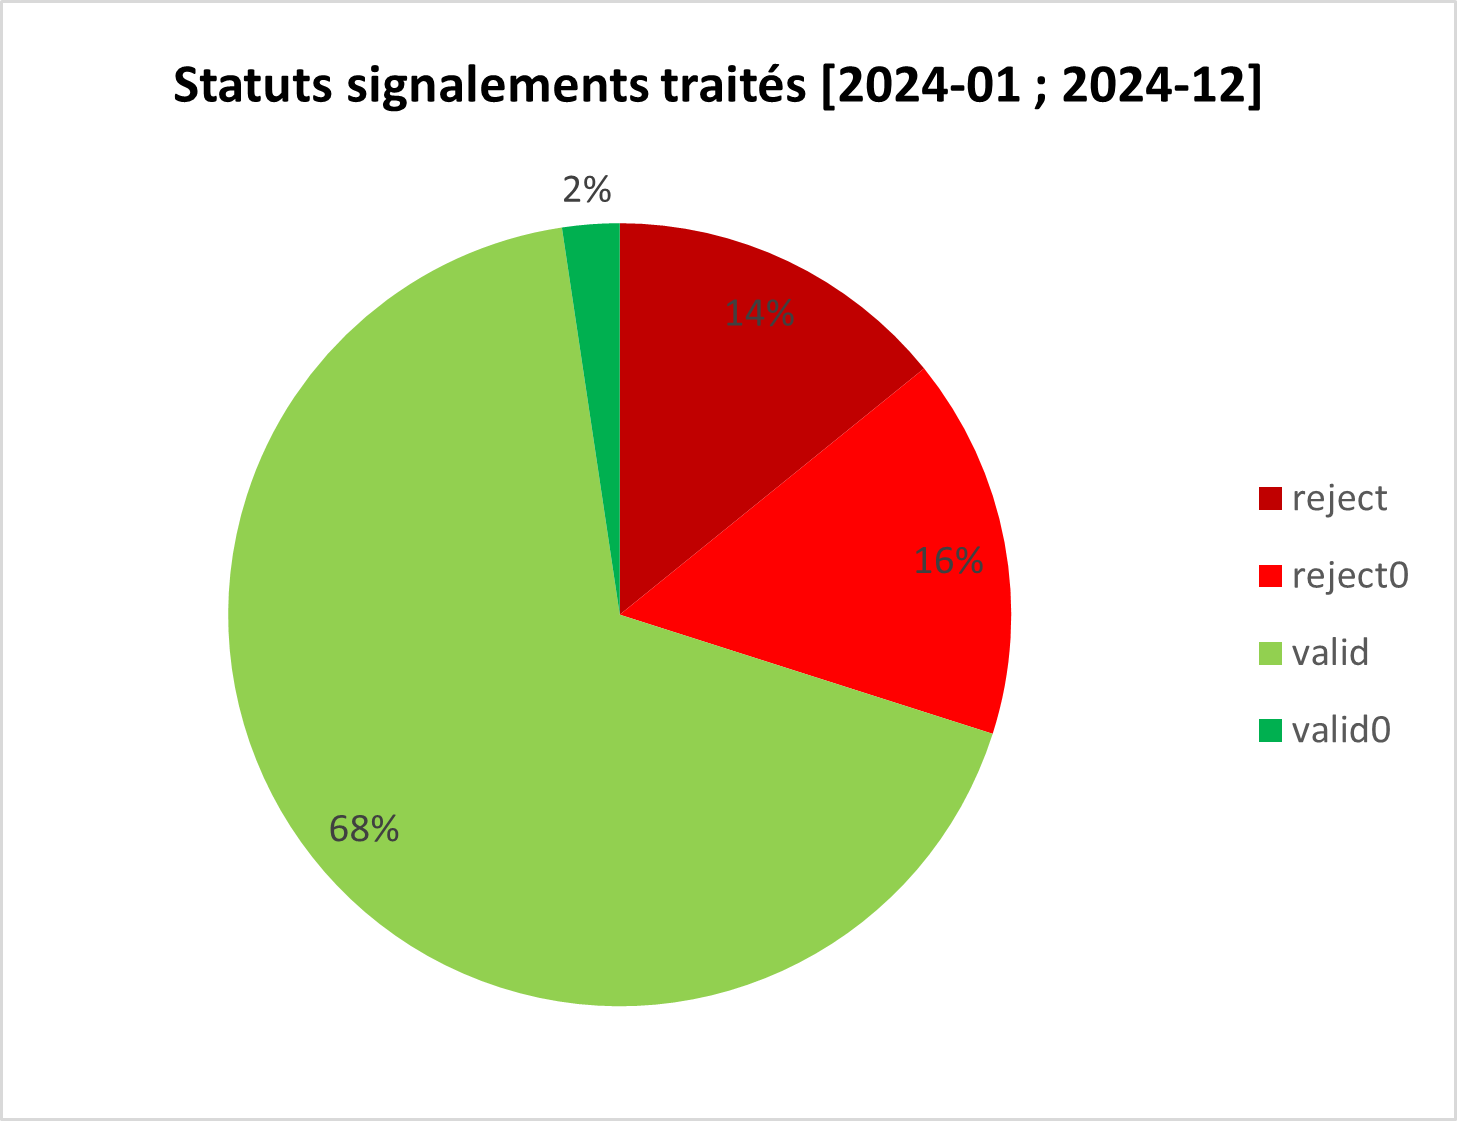 Statuts signalements traités [2024-01 ; 2024-12]
2%
14%
16%
68%
reject
reject0
valid
valid0